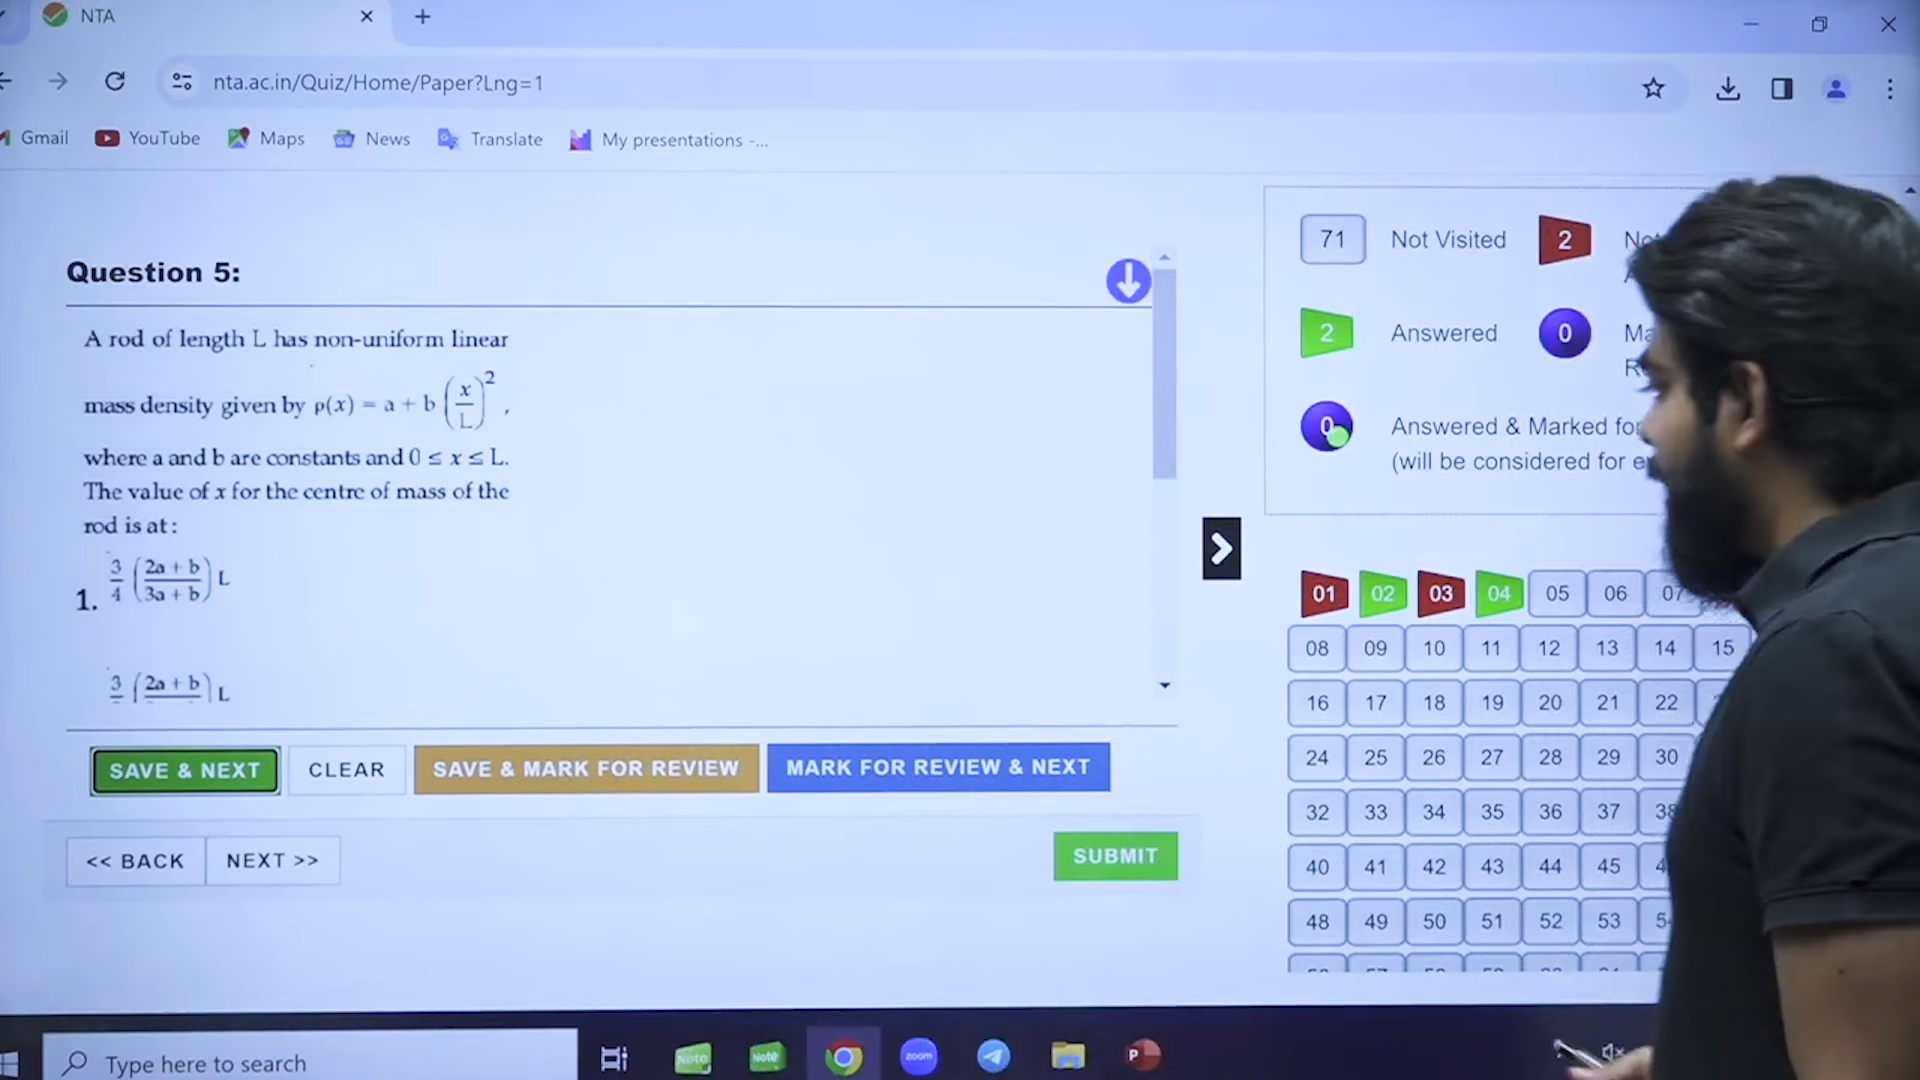 NTA
nta.ac.in/Quiz/Home/Paper?Lng=1
Gmail YouTube Maps News Translate My presentations -...
71 Not Visited 2
2 Answered 0
0 Answered & Marked for
(will be considered for
Question 5:
A rod of length L has non-uniform linear
mass density given by ρ(x) = a + b (x/L)²,
where a and b are constants and 0 ≤ x ≤ L.
The value of x for the centre of mass of the
rod is at:
1. 3/4 ((2a + b)/(3a + b)) L
(2a + b) L
SAVE & NEXT CLEAR SAVE & MARK FOR REVIEW MARK FOR REVIEW & NEXT
<< BACK NEXT >> SUBMIT
01 02 03 04 05 06 07
08 09 10 11 12 13 14 15
16 17 18 19 20 21 22
24 25 26 27 28 29 30
32 33 34 35 36 37 38
40 41 42 43 44 45
48 49 50 51 52 53
Type here to search
Note Note zoom P